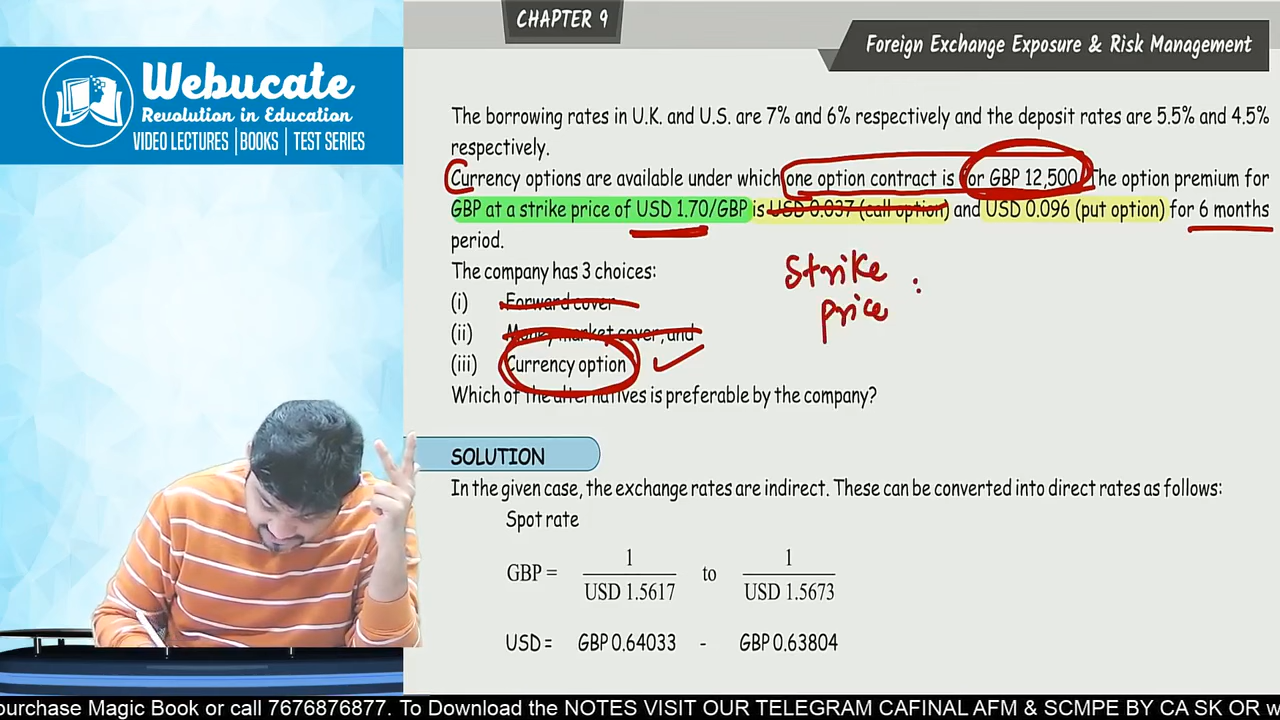 CHAPTER 9
Foreign Exchange Exposure & Risk Management
Webucate
Revolution in Education
VIDEO LECTURES |BOOKS | TEST SERIES
The borrowing rates in U.K. and U.S. are 7% and 6% respectively and the deposit rates are 5.5% and 4.5%
respectively.
Currency options are available under which one option contract is for GBP 12,500. The option premium for
GBP at a strike price of USD 1.70/GBP is USD 0.037 (call option) and USD 0.096 (put option) for 6 months
period.
The company has 3 choices:
(i) Forward cover
(ii) Money market cover, and
(iii) Currency option
Which of the alternatives is preferable by the company?
Strike :
price
SOLUTION
In the given case, the exchange rates are indirect. These can be converted into direct rates as follows:
Spot rate
GBP = 1 / USD 1.5617 to 1 / USD 1.5673
USD = GBP 0.64033 - GBP 0.63804
ourchase Magic Book or call 7676876877. To Download the NOTES VISIT OUR TELEGRAM CAFINAL AFM & SCMPE BY CA SK OR w